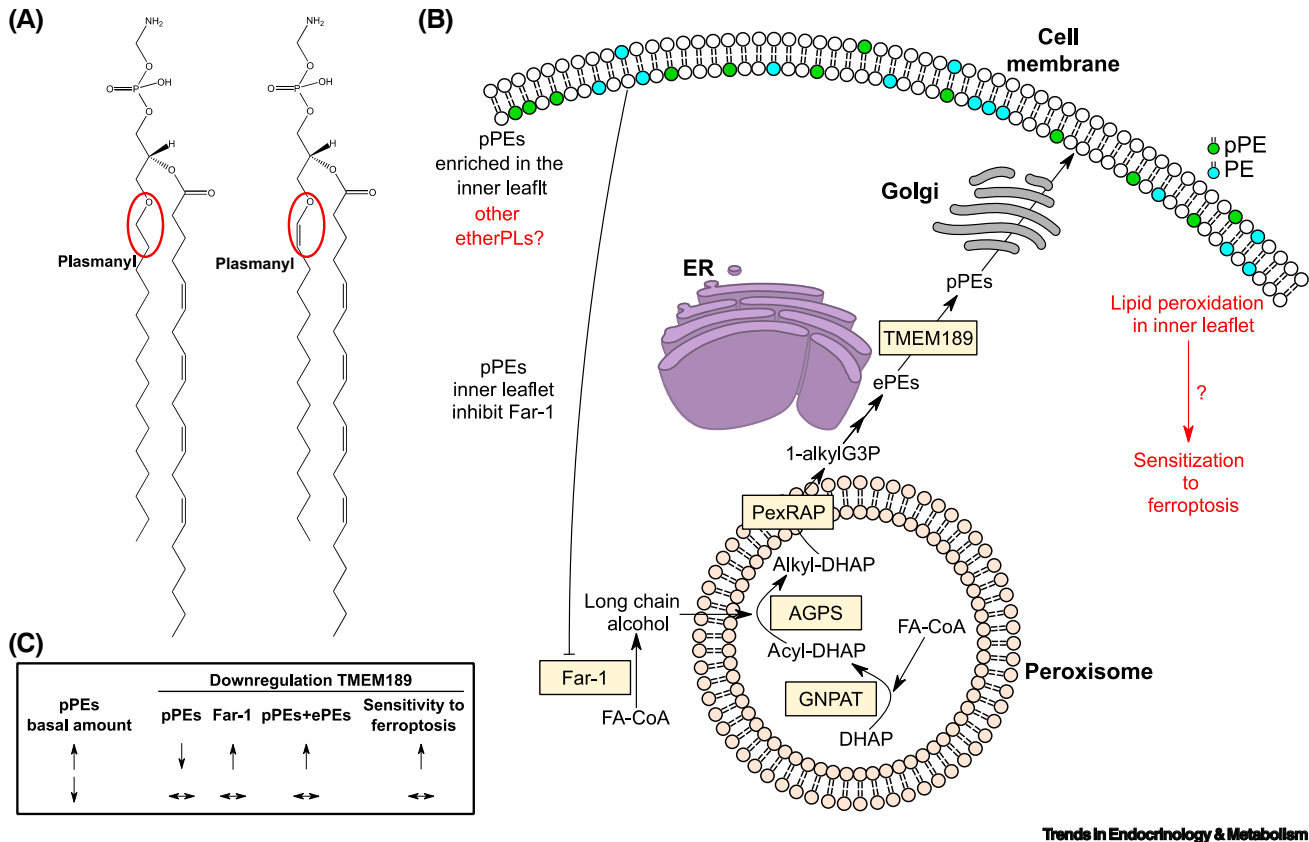 (A)
NH2
O
O
P
OH
O
H
O
O
O
Plasmanyl
NH2
O
O
P
OH
O
H
O
O
O
Plasmanyl
(B)
Cell
membrane
pPEs
enriched in the
inner leaflt
other
etherPLs?
pPE
PE
Golgi
ER
pPEs
TMEM189
ePEs
1-alkylG3P
pPEs
inner leaflet
inhibit Far-1
Lipid peroxidation
in inner leaflet
?
Sensitization
to
ferroptosis
PexRAP
Alkyl-DHAP
Long chain
alcohol
AGPS
FA-CoA
Acyl-DHAP
Peroxisome
Far-1
GNPAT
FA-CoA
DHAP
(C)
Downregulation TMEM189
pPEs
basal amount
pPEs Far-1 pPEs+ePEs Sensitivity to
ferroptosis
↑ ↓ ↑ ↑ ↑
↓ ↔ ↔ ↔ ↔
Trends in Endocrinology & Metabolism